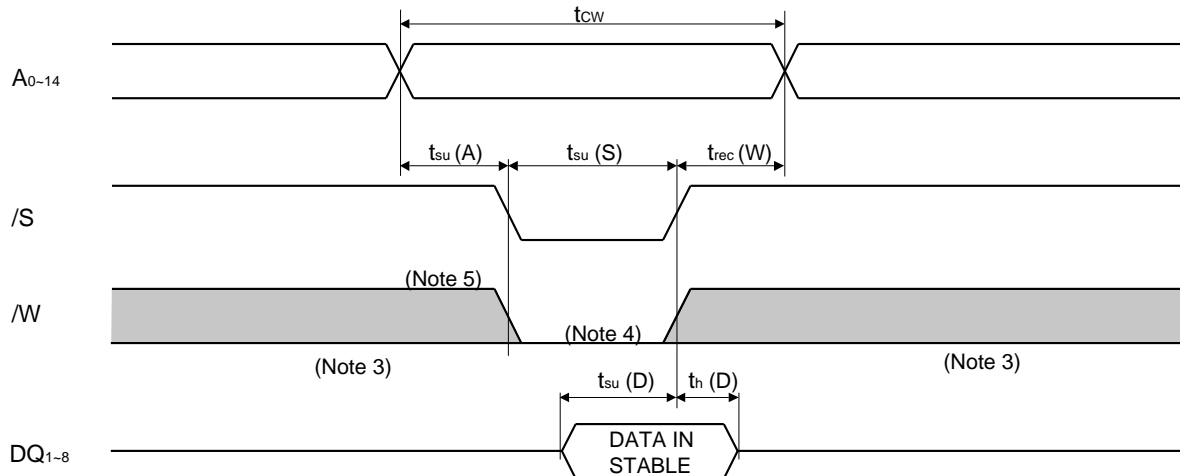 tCW
A0~14
tsu (A) tsu (S) trec (W)
/S
(Note 5)
/W
(Note 4)
(Note 3) (Note 3)
tsu (D) th (D)
DQ1~8
DATA IN
STABLE